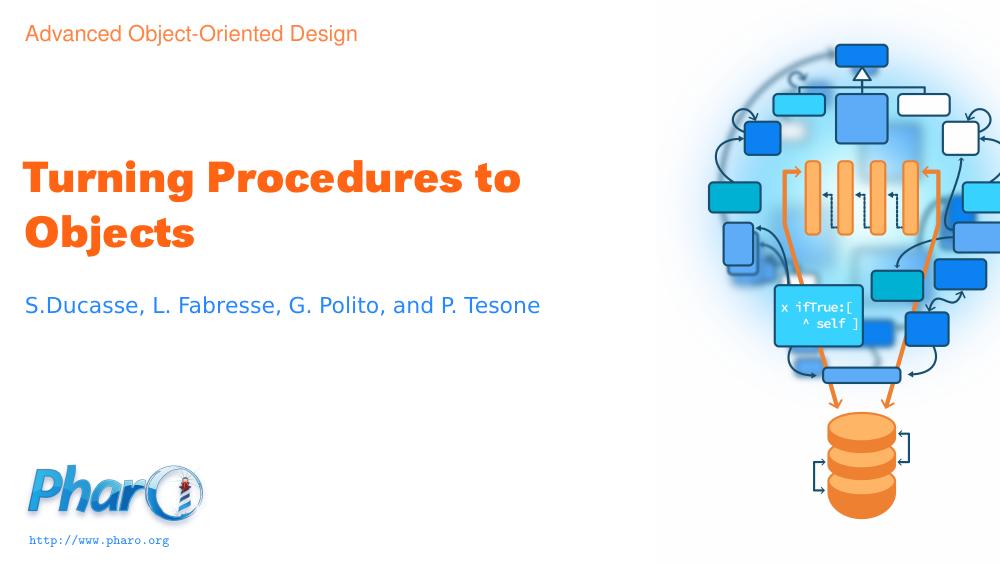 Advanced Object-Oriented Design
Turning Procedures to
Objects
S.Ducasse, L. Fabresse, G. Polito, and P. Tesone
x ifTrue:[
^ self ]
Pharo
http://www.pharo.org